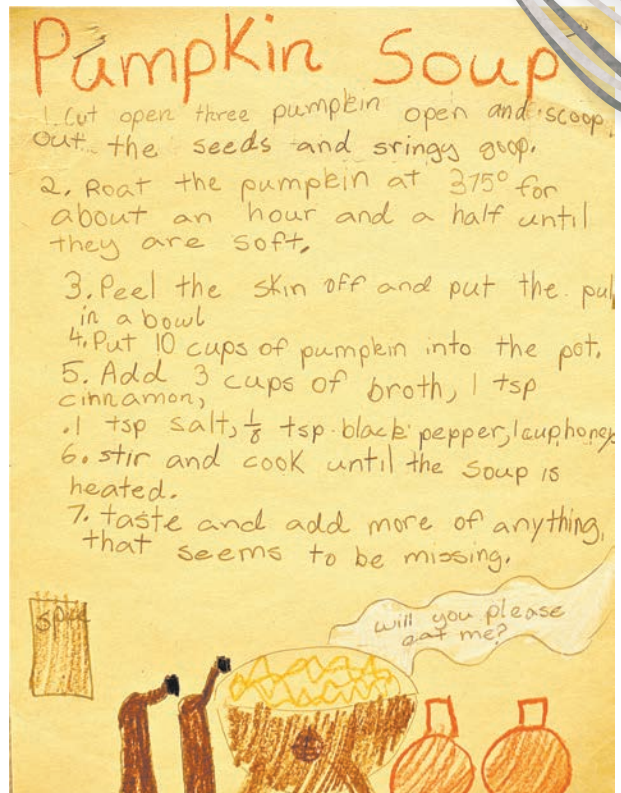 Pumpkin Soup
1. Cut open three pumpkin open and scoop
out the seeds and sringy goop.
2. Roat the pumpkin at 375° for
about an hour and a half until
they are soft.
3. Peel the skin off and put the pul
in a bowl
4. Put 10 cups of pumpkin into the pot.
5. Add 3 cups of broth, 1 tsp
cinnamon,
.1 tsp salt, ⅛ tsp black pepper, 1 cup honey
6. stir and cook until the soup is
heated.
7. taste and add more of anything,
that seems to be missing.
will you please
eat me?